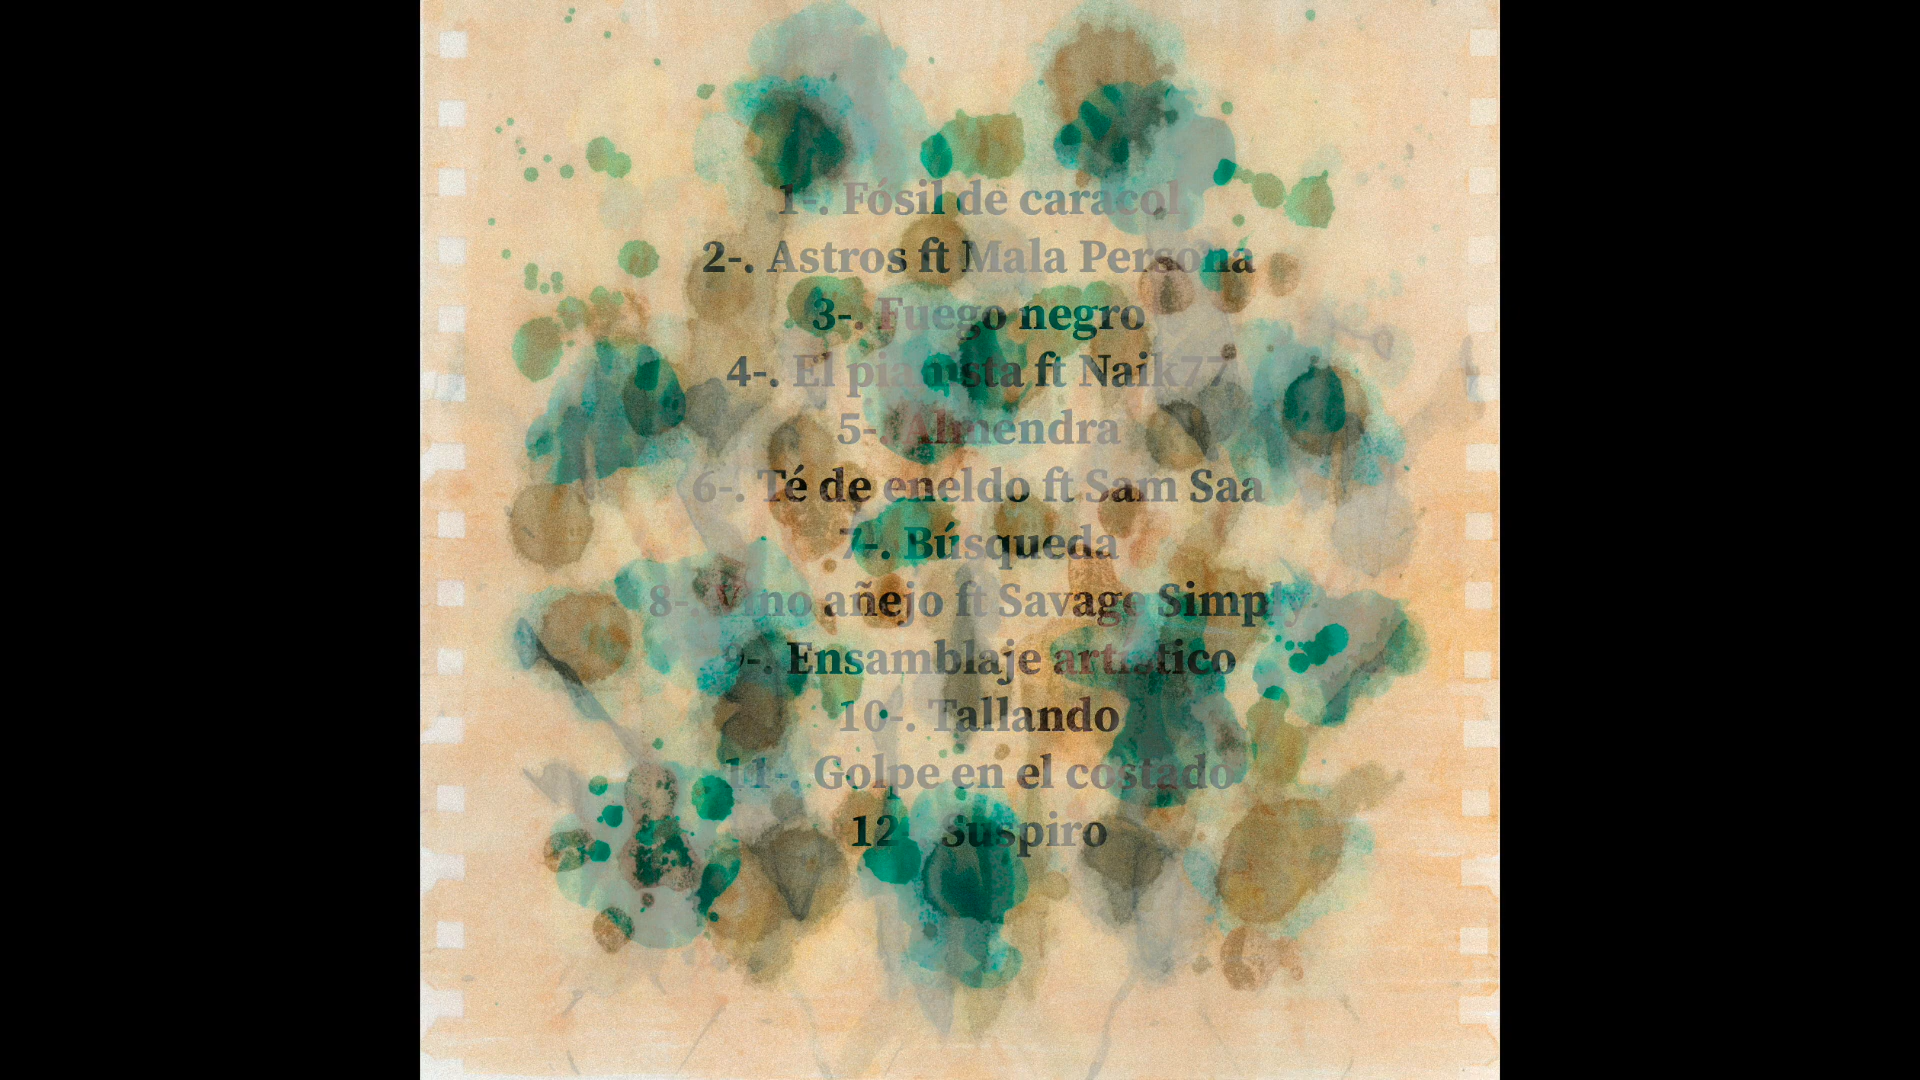 1-. Fósil de caracol
2-. Astros ft Mala Persona
3-. Fuego negro
4-. El pianista ft Naik77
5-. Almendra
6-. Té de eneldo ft Sam Saa
7-. Búsqueda
8-. Vino añejo ft Savage Simply
9-. Ensamblaje artístico
10-. Tallando
11-. Golpe en el costado
12-. Suspiro